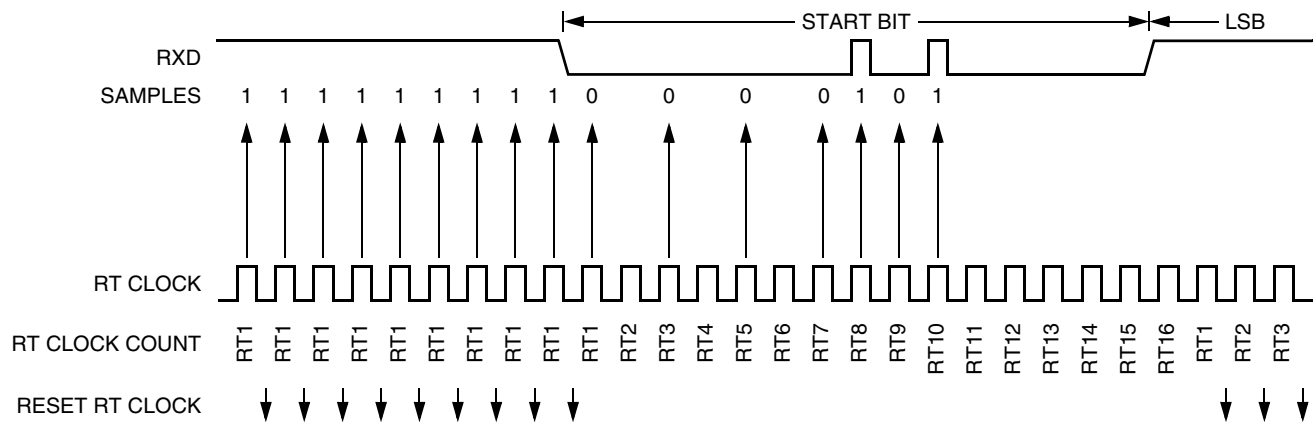 START BIT LSB
RXD
SAMPLES 1 1 1 1 1 1 1 1 1 0 0 0 0 1 0 1
RT CLOCK
RT CLOCK COUNT RT1 RT1 RT1 RT1 RT1 RT1 RT1 RT1 RT1 RT1 RT2 RT3 RT4 RT5 RT6 RT7 RT8 RT9 RT10 RT11 RT12 RT13 RT14 RT15 RT16 RT1 RT2 RT3
RESET RT CLOCK